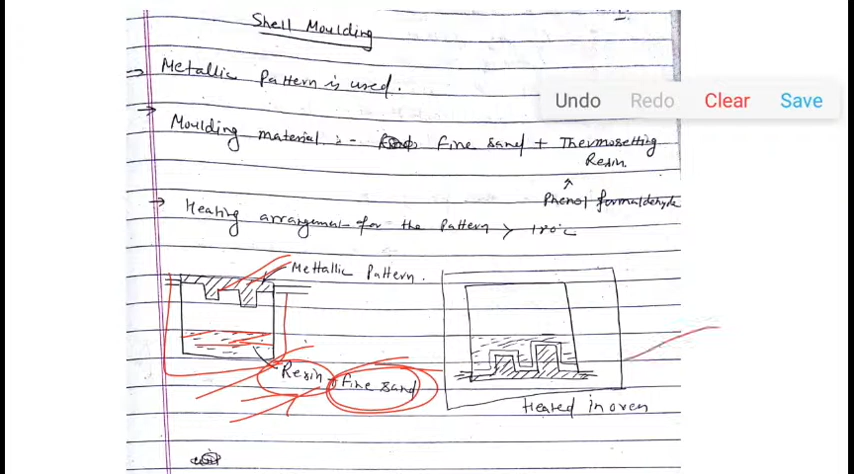 Shell Moulding
Metallic Pattern is used.
Undo Redo Clear Save
Moulding material :- fine sand + Thermosetting
Resin
Phenol formaldehyde
Heating arrangement for the Pattern >
Mettallic Pattern.
Resin + fine sand
Heated in oven